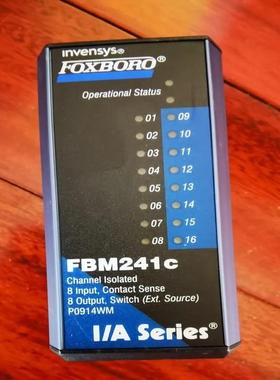 invensys®
FOXBORO®
Operational Status
01 09
02 10
03 11
04 12
05 13
06 14
07 15
08 16
FBM241c
Channel Isolated
8 Input, Contact Sense
8 Output, Switch (Ext. Source)
P0914WM
I/A Series®